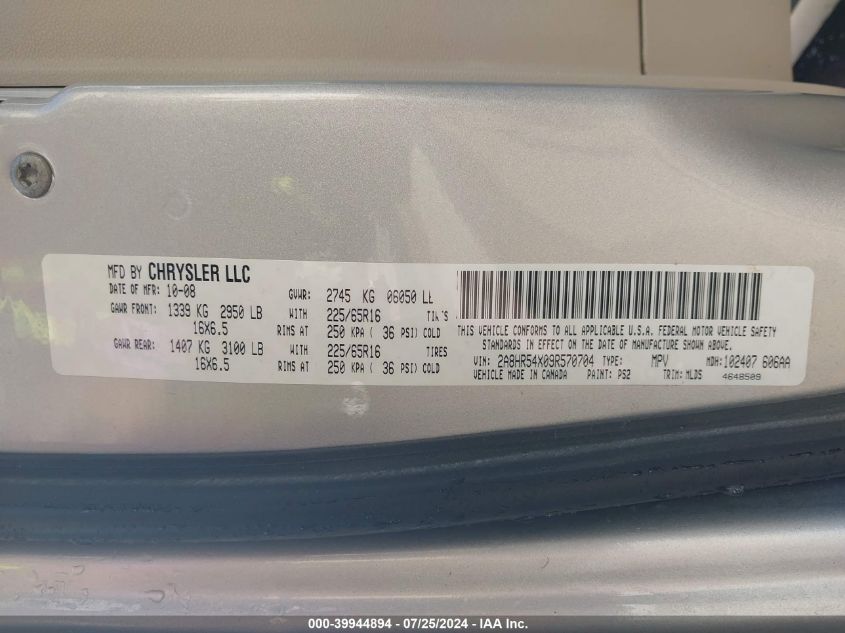 MFD BY CHRYSLER LLC
DATE OF MFR: 10-08 GVWR: 2745 KG 06050 LL
GAWR FRONT: 1339 KG 2950 LB WITH 225/65R16 TIA'S
16X6.5 RIMS AT 250 KPA ( 36 PSI) COLD
GAWR REAR: 1407 KG 3100 LB WITH 225/65R16 TIRES
16X6.5 RIMS AT 250 KPA ( 36 PSI) COLD
THIS VEHICLE CONFORMS TO ALL APPLICABLE U.S.A. FEDERAL MOTOR VEHICLE SAFETY
STANDARDS IN EFFECT ON THE DATE OF MANUFACTURE SHOWN ABOVE.
VIN: 2A8HR54X09R570704 TYPE: MPV MDH:102407 606AA
VEHICLE MADE IN CANADA PAINT: PS2 TRIM:MLDS 4648509
000-39944894 / 07/25/2024 - IAA Inc.